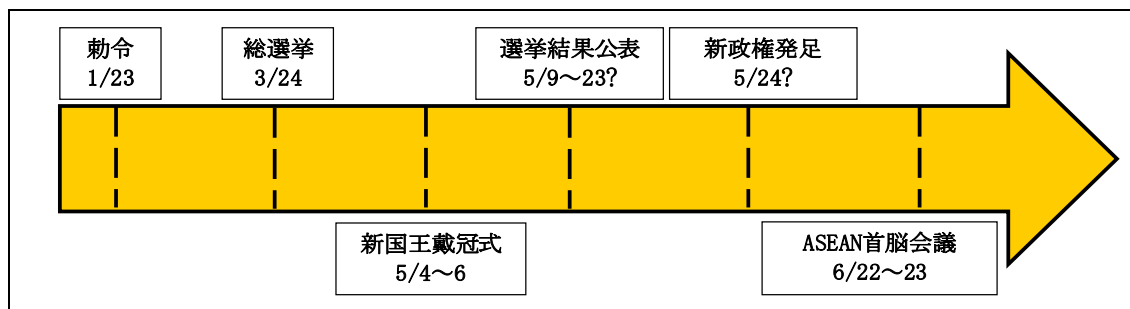 勅令
1/23
総選挙
3/24
選挙結果公表
5/9～23?
新政権発足
5/24?
新国王戴冠式
5/4～6
ASEAN首脳会議
6/22～23